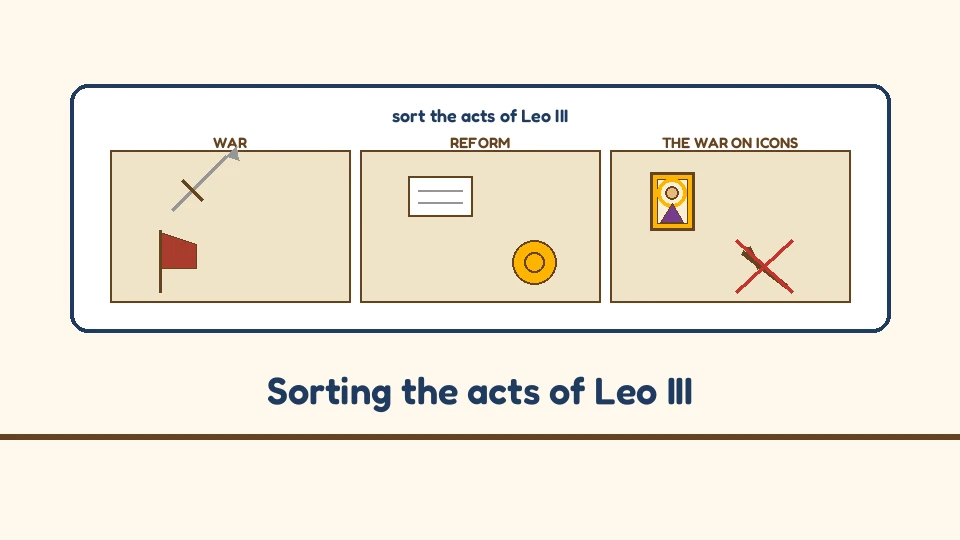 sort the acts of Leo III
WAR
REFORM
THE WAR ON ICONS
Sorting the acts of Leo III